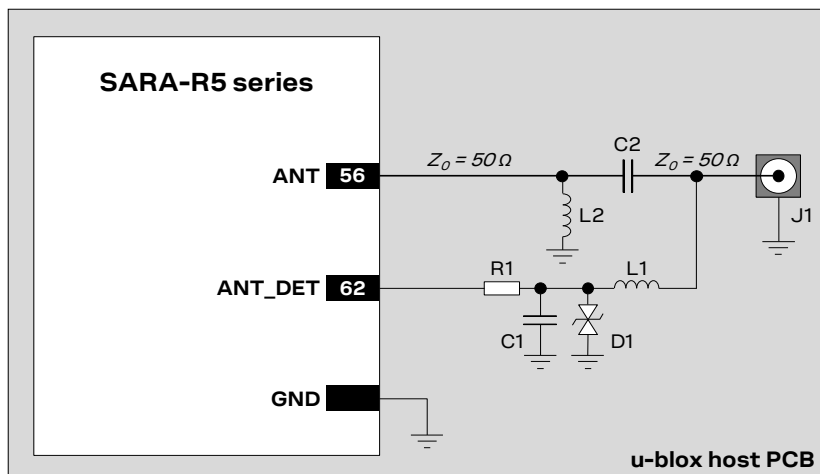 SARA-R5 series
ANT 56
Z₀ = 50 Ω
C2
Z₀ = 50 Ω
J1
L2
ANT_DET 62
R1
L1
C1
D1
GND
u-blox host PCB